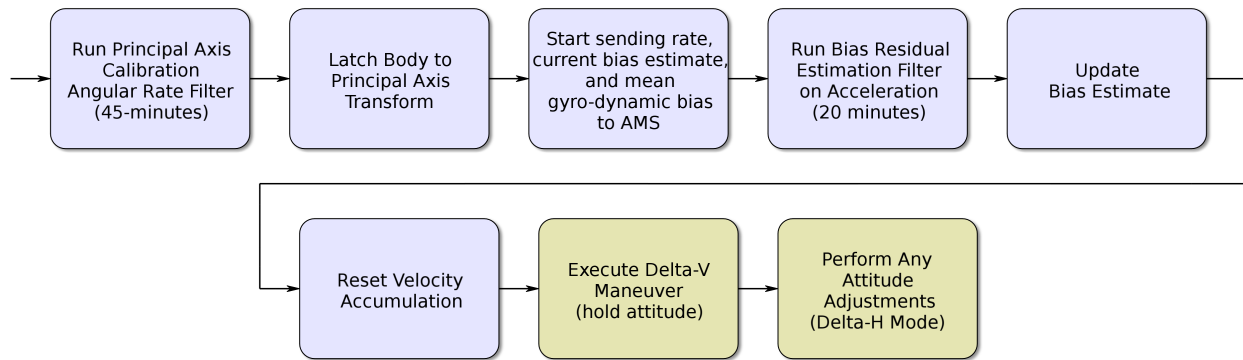 Run Principal Axis
Calibration
Angular Rate Filter
(45-minutes)
Latch Body to
Principal Axis
Transform
Start sending rate,
current bias estimate,
and mean
gyro-dynamic bias
to AMS
Run Bias Residual
Estimation Filter
on Acceleration
(20 minutes)
Update
Bias Estimate
Reset Velocity
Accumulation
Execute Delta-V
Maneuver
(hold attitude)
Perform Any
Attitude
Adjustments
(Delta-H Mode)